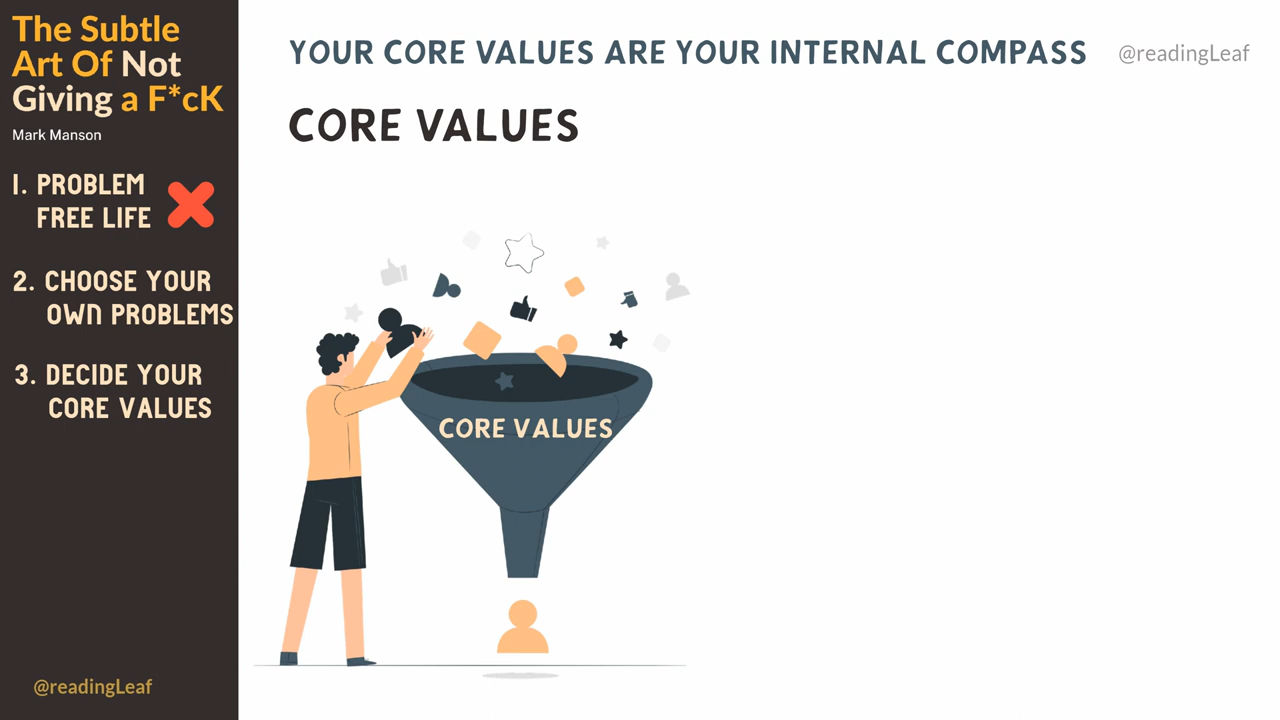 The Subtle
Art Of Not
Giving a F*cK
Mark Manson
1. PROBLEM
FREE LIFE
2. CHOOSE YOUR
OWN PROBLEMS
3. DECIDE YOUR
CORE VALUES
@readingLeaf
YOUR CORE VALUES ARE YOUR INTERNAL COMPASS
@readingLeaf
CORE VALUES
CORE VALUES